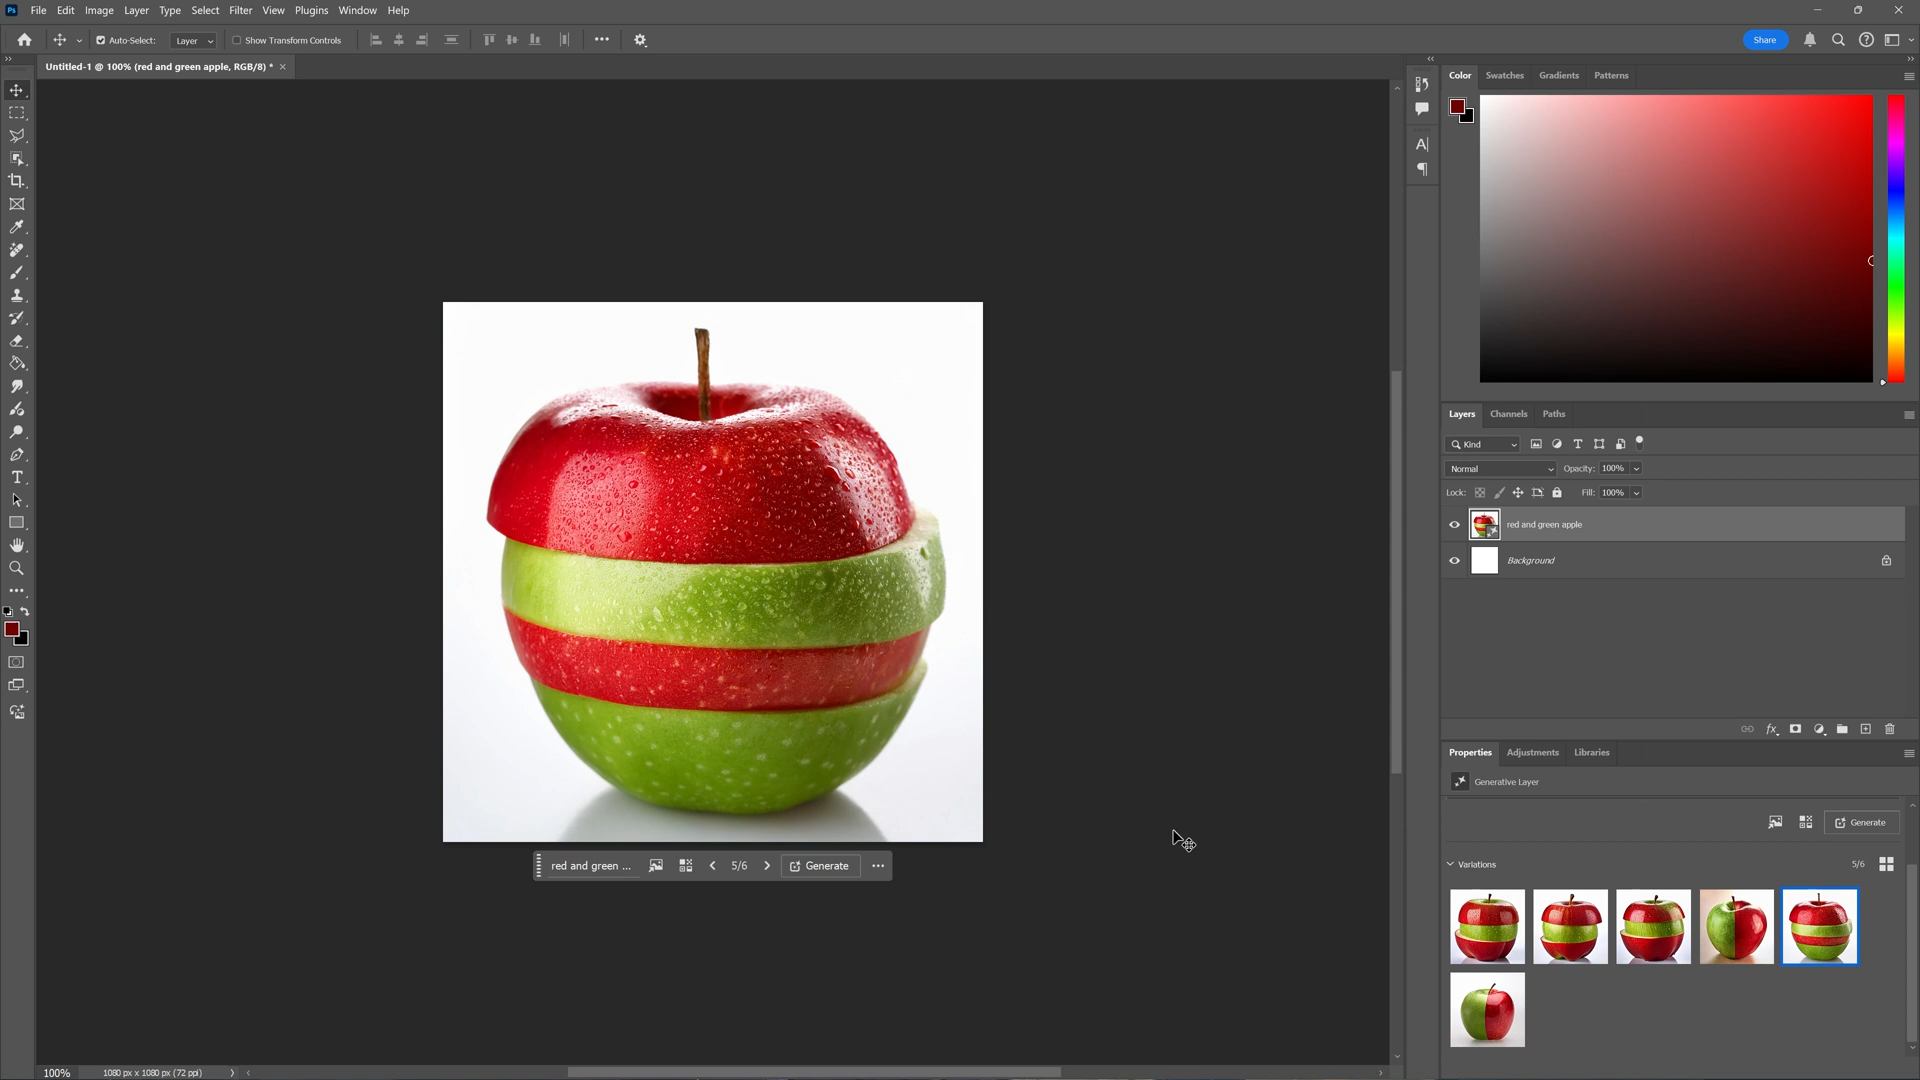 Ps File Edit Image Layer Type Select Filter View Plugins Window Help
Auto-Select: Layer Show Transform Controls Share
Untitled-1 @ 100% (red and green apple, RGB/8) *
Color Swatches Gradients Patterns
Layers Channels Paths
Kind
Normal Opacity: 100%
Lock: Fill: 100%
red and green apple
Background
fx
Properties Adjustments Libraries
Generative Layer
Generate
red and green ... 5/6 Generate
Variations 5/6
100% 1080 px x 1080 px (72 ppi)